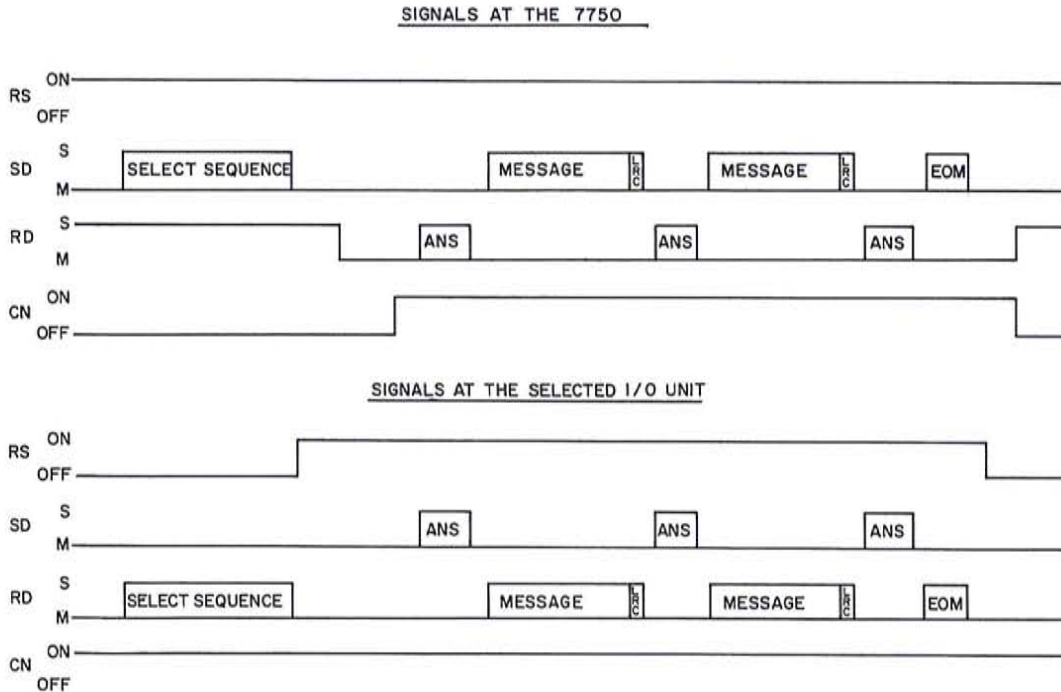 SIGNALS AT THE 7750
RS ON
OFF
SD S
SELECT SEQUENCE MESSAGE LRC MESSAGE LRC EOM
M
RD S
ANS ANS ANS
M
CN ON
OFF
SIGNALS AT THE SELECTED I/O UNIT
RS ON
OFF
SD S
ANS ANS ANS
M
RD S
SELECT SEQUENCE MESSAGE LRC MESSAGE LRC EOM
M
CN ON
OFF